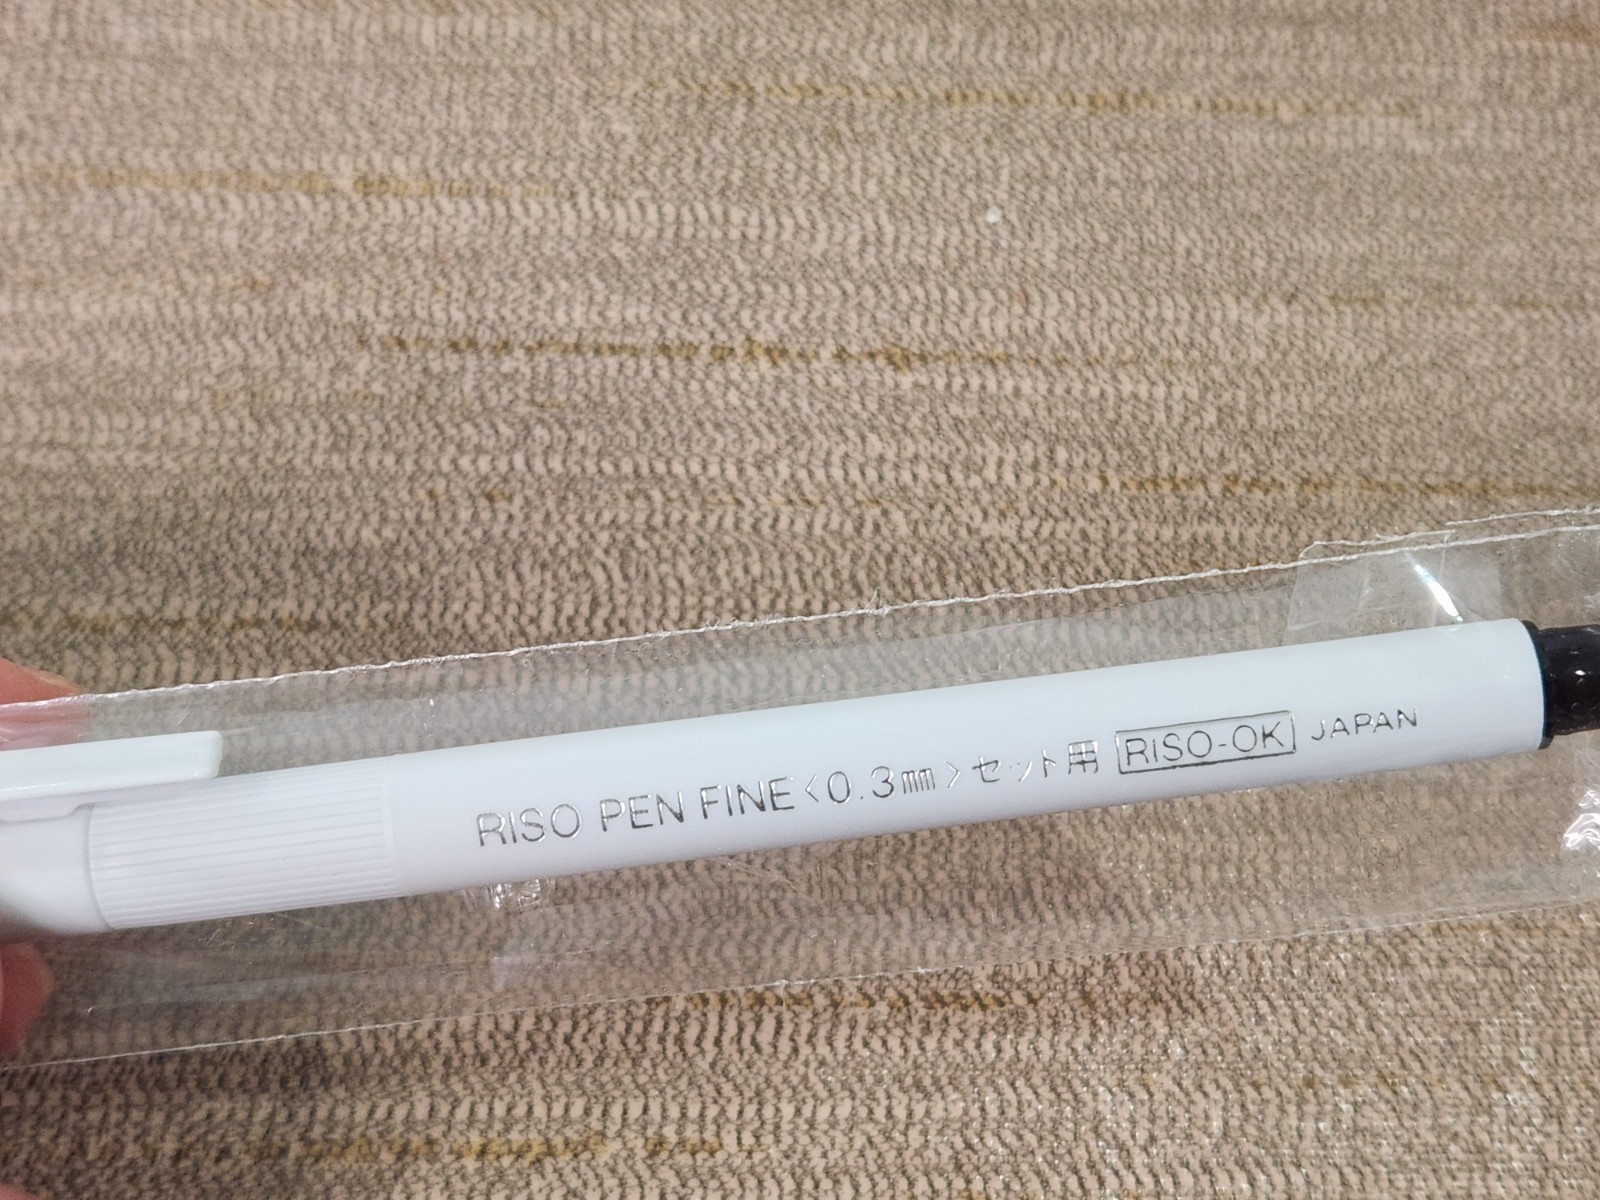 RISO PEN FINE<0.3㎜>セット用 RISO-OK JAPAN